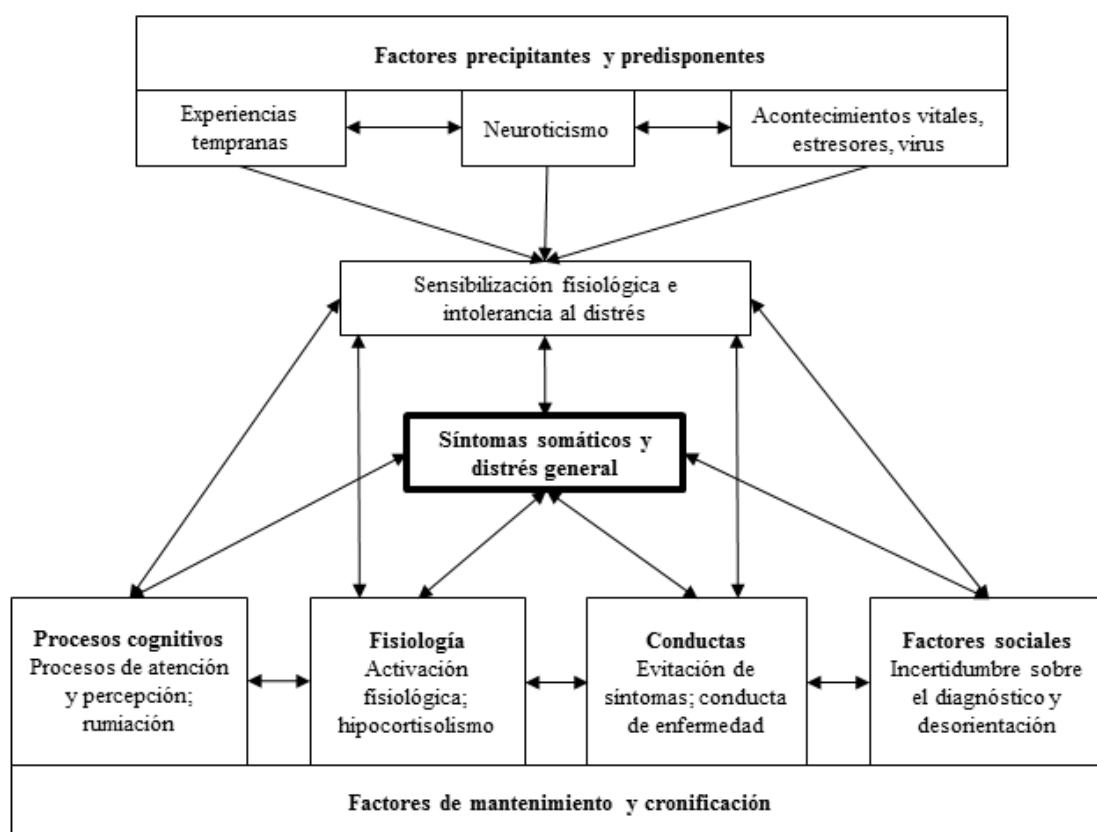 Factores precipitantes y predisponentes
Experiencias
tempranas
Neuroticismo
Acontecimientos vitales,
estresores, virus
Sensibilización fisiológica e
intolerancia al distrés
Síntomas somáticos y
distrés general
Procesos cognitivos
Procesos de atención
y percepción;
rumiación
Fisiología
Activación
fisiológica;
hipocortisolismo
Conductas
Evitación de
síntomas; conducta
de enfermedad
Factores sociales
Incertidumbre sobre
el diagnóstico y
desorientación
Factores de mantenimiento y cronificación